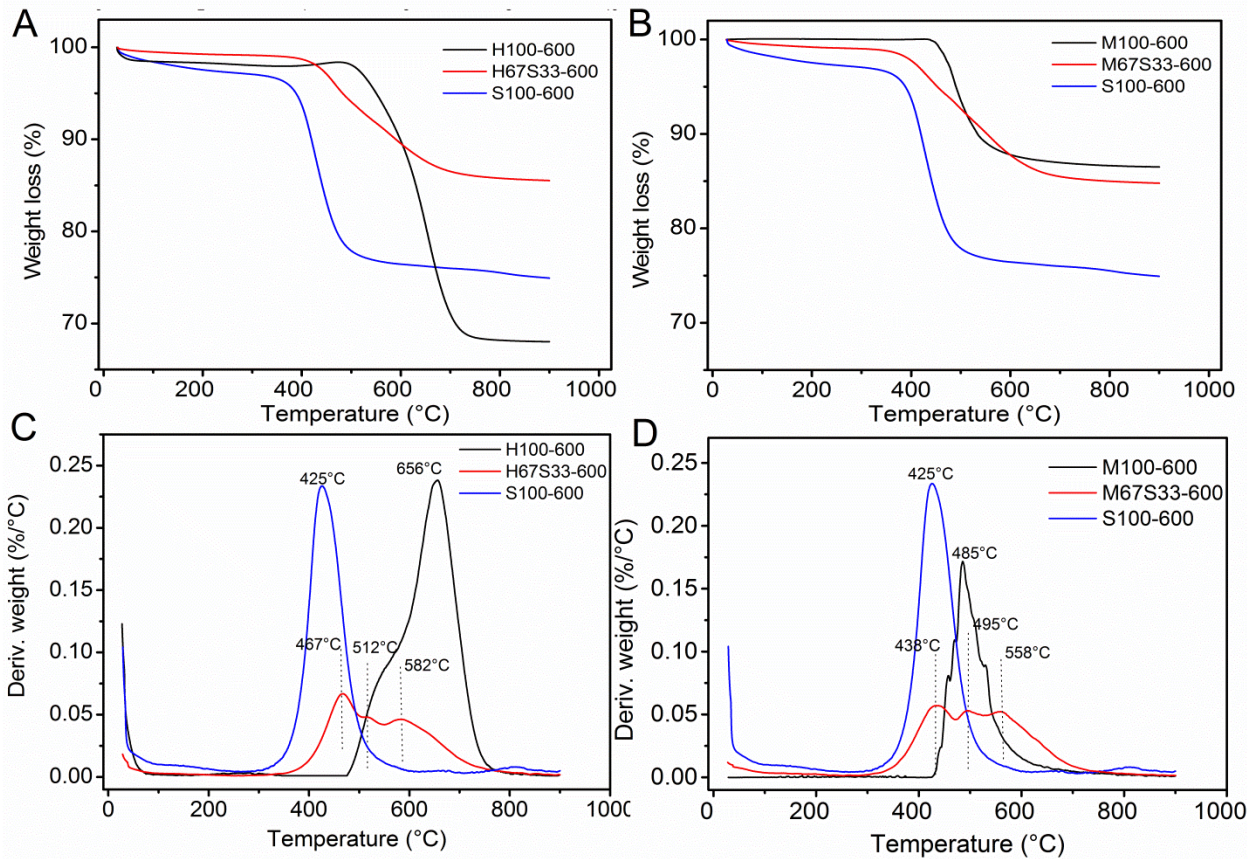 A
100
90
80
70
0
200
400
600
800
1000
Weight loss (%)
Temperature (°C)
H100-600
H67S33-600
S100-600
B
100
90
80
70
0
200
400
600
800
1000
Weight loss (%)
Temperature (°C)
M100-600
M67S33-600
S100-600
C
0.25
0.20
0.15
0.10
0.05
0.00
0
200
400
600
800
1000
Deriv. weight (%/°C)
Temperature (°C)
H100-600
H67S33-600
S100-600
425°C
656°C
467°C
512°C
582°C
D
0.25
0.20
0.15
0.10
0.05
0.00
0
200
400
600
800
1000
Deriv. weight (%/°C)
Temperature (°C)
M100-600
M67S33-600
S100-600
425°C
485°C
438°C
495°C
558°C